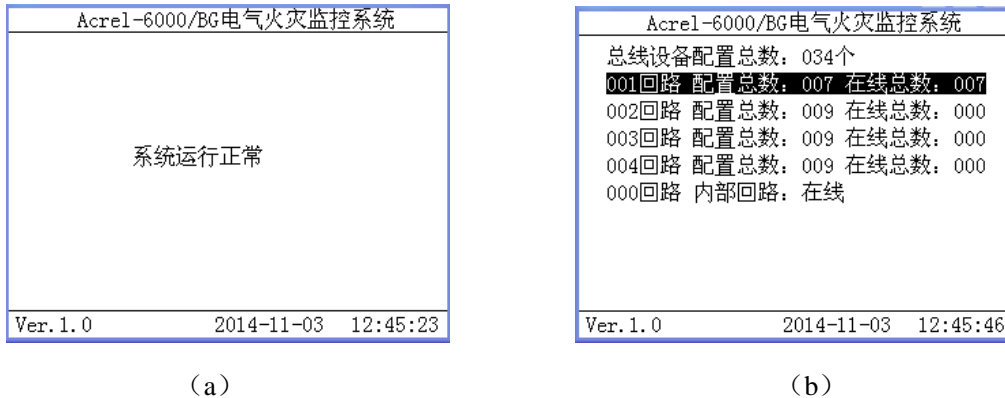 Acrel-6000/BG电气火灾监控系统
系统运行正常
Ver.1.0 2014-11-03 12:45:23
(a)
Acrel-6000/BG电气火灾监控系统
总线设备配置总数：034个
001回路 配置总数：007 在线总数：007
002回路 配置总数：009 在线总数：000
003回路 配置总数：009 在线总数：000
004回路 配置总数：009 在线总数：000
000回路 内部回路：在线
Ver.1.0 2014-11-03 12:45:46
(b)